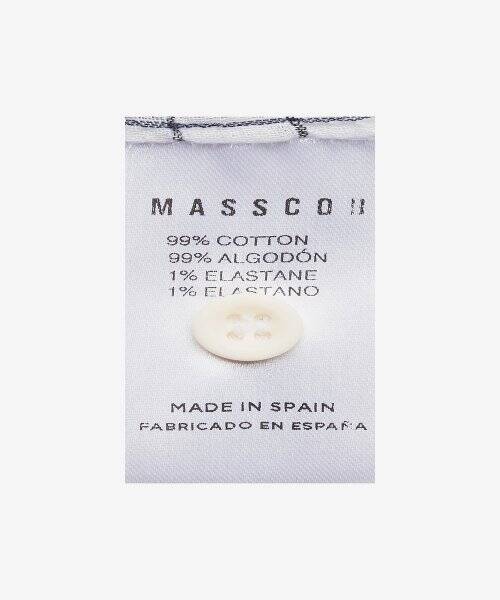 MASSCOB
99% COTTON
99% ALGODÓN
1% ELASTANE
1% ELASTANO
MADE IN SPAIN
FABRICADO EN ESPAÑA